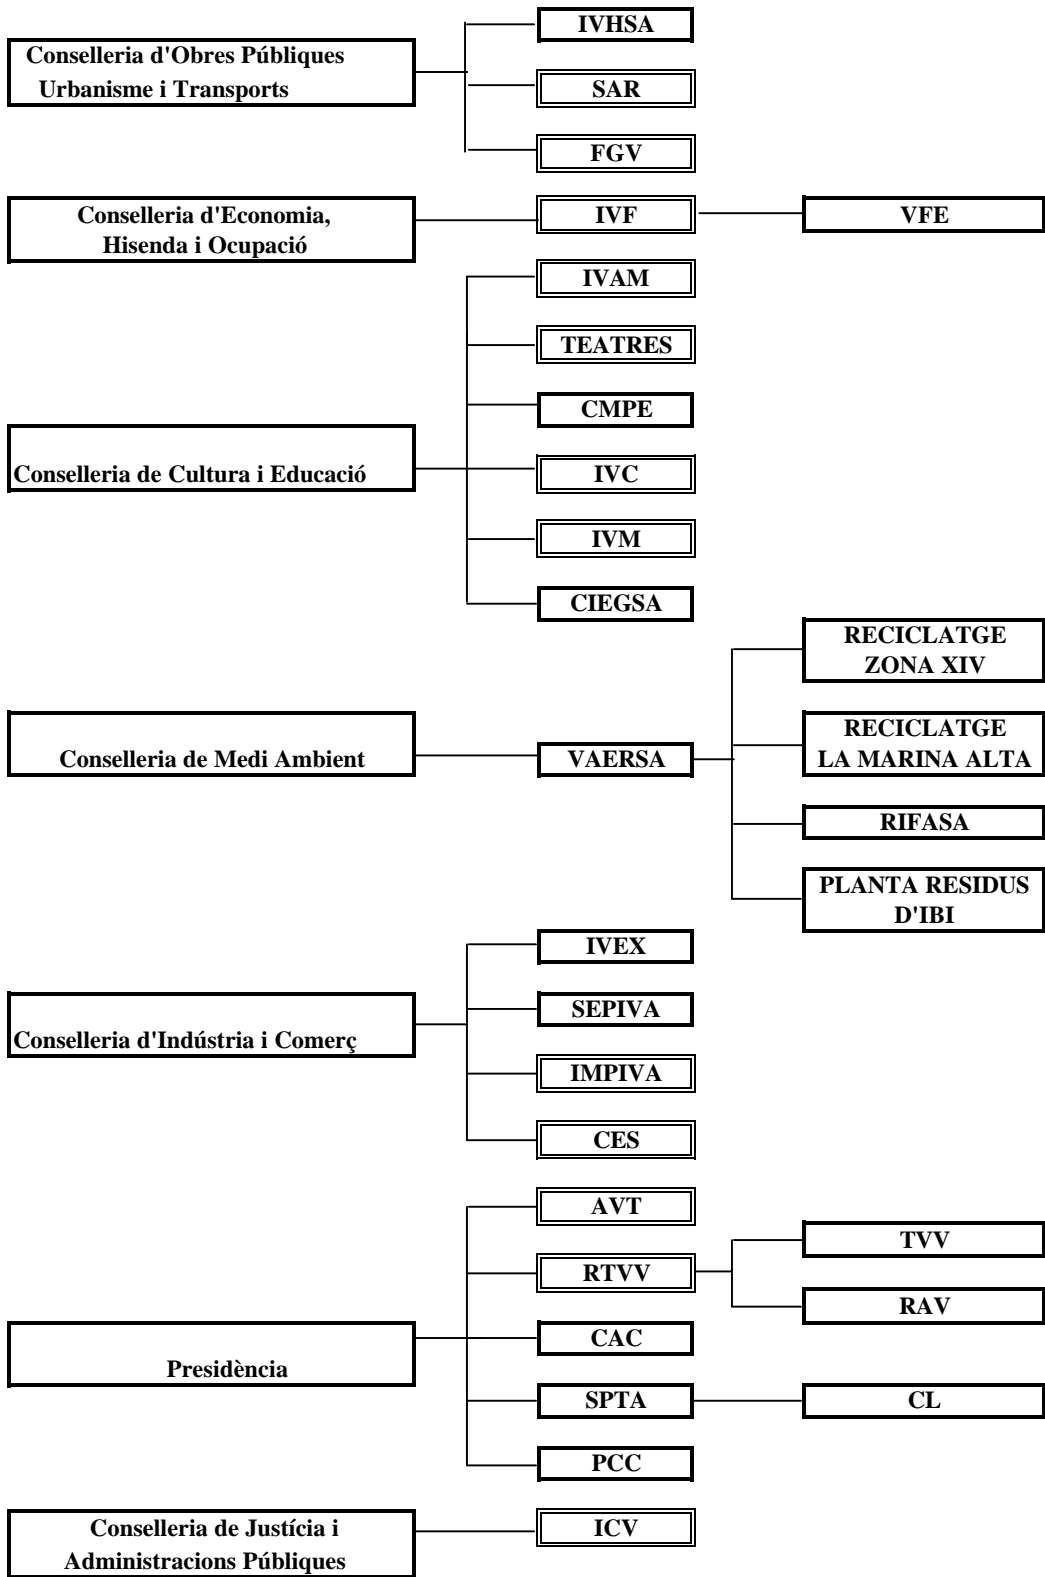 IVHSA
Conselleria d'Obres Públiques
Urbanisme i Transports
SAR
FGV
Conselleria d'Economia,
Hisenda i Ocupació
IVF
VFE
IVAM
TEATRES
CMPE
Conselleria de Cultura i Educació
IVC
IVM
CIEGSA
RECICLATGE
ZONA XIV
RECICLATGE
LA MARINA ALTA
Conselleria de Medi Ambient
VAERSA
RIFASA
PLANTA RESIDUS
D'IBI
IVEX
SEPIVA
Conselleria d'Indústria i Comerç
IMPIVA
CES
AVT
RTVV
TVV
RAV
CAC
Presidència
SPTA
CL
PCC
Conselleria de Justícia i
Administracions Públiques
ICV